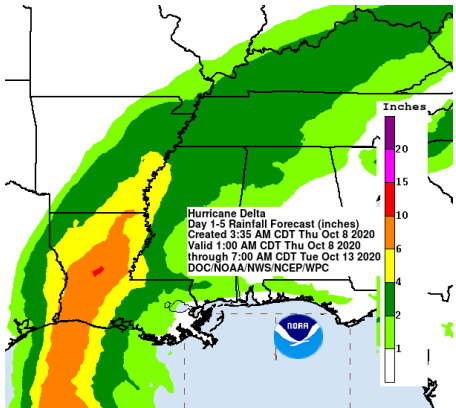 Inches
20
15
10
6
4
2
1
Hurricane Delta
Day 1-5 Rainfall Forecast (inches)
Created 3:35 AM CDT Thu Oct 8 2020
Valid 1:00 AM CDT Thu Oct 8 2020
through 7:00 AM CDT Tue Oct 13 2020
DOC/NOAA/NWS/NCEP/WPC
NOAA